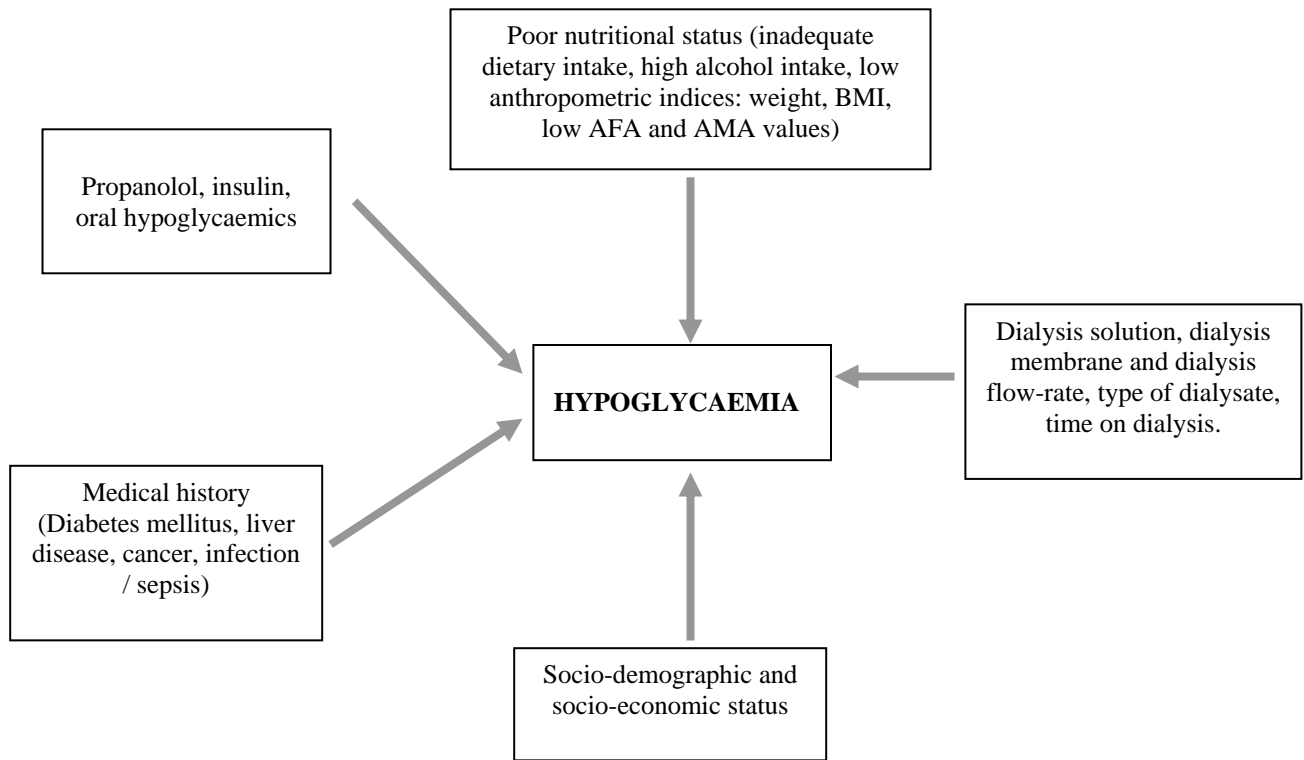 Poor nutritional status (inadequate
dietary intake, high alcohol intake, low
anthropometric indices: weight, BMI,
low AFA and AMA values)
Propanolol, insulin,
oral hypoglycaemics
Dialysis solution, dialysis
membrane and dialysis
flow-rate, type of dialysate,
time on dialysis.
HYPOGLYCAEMIA
Medical history
(Diabetes mellitus, liver
disease, cancer, infection
/ sepsis)
Socio-demographic and
socio-economic status